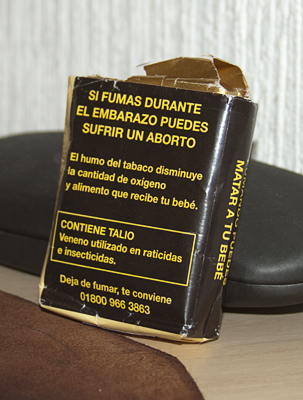 SI FUMAS DURANTE
EL EMBARAZO PUEDES
SUFRIR UN ABORTO
El humo del tabaco disminuye
la cantidad de oxígeno
y alimento que recibe tu bebé.
CONTIENE TALIO
Veneno utilizado en raticidas
e insecticidas.
Deja de fumar, te conviene
01800 966 3863
MATAR A TU BEBÉ